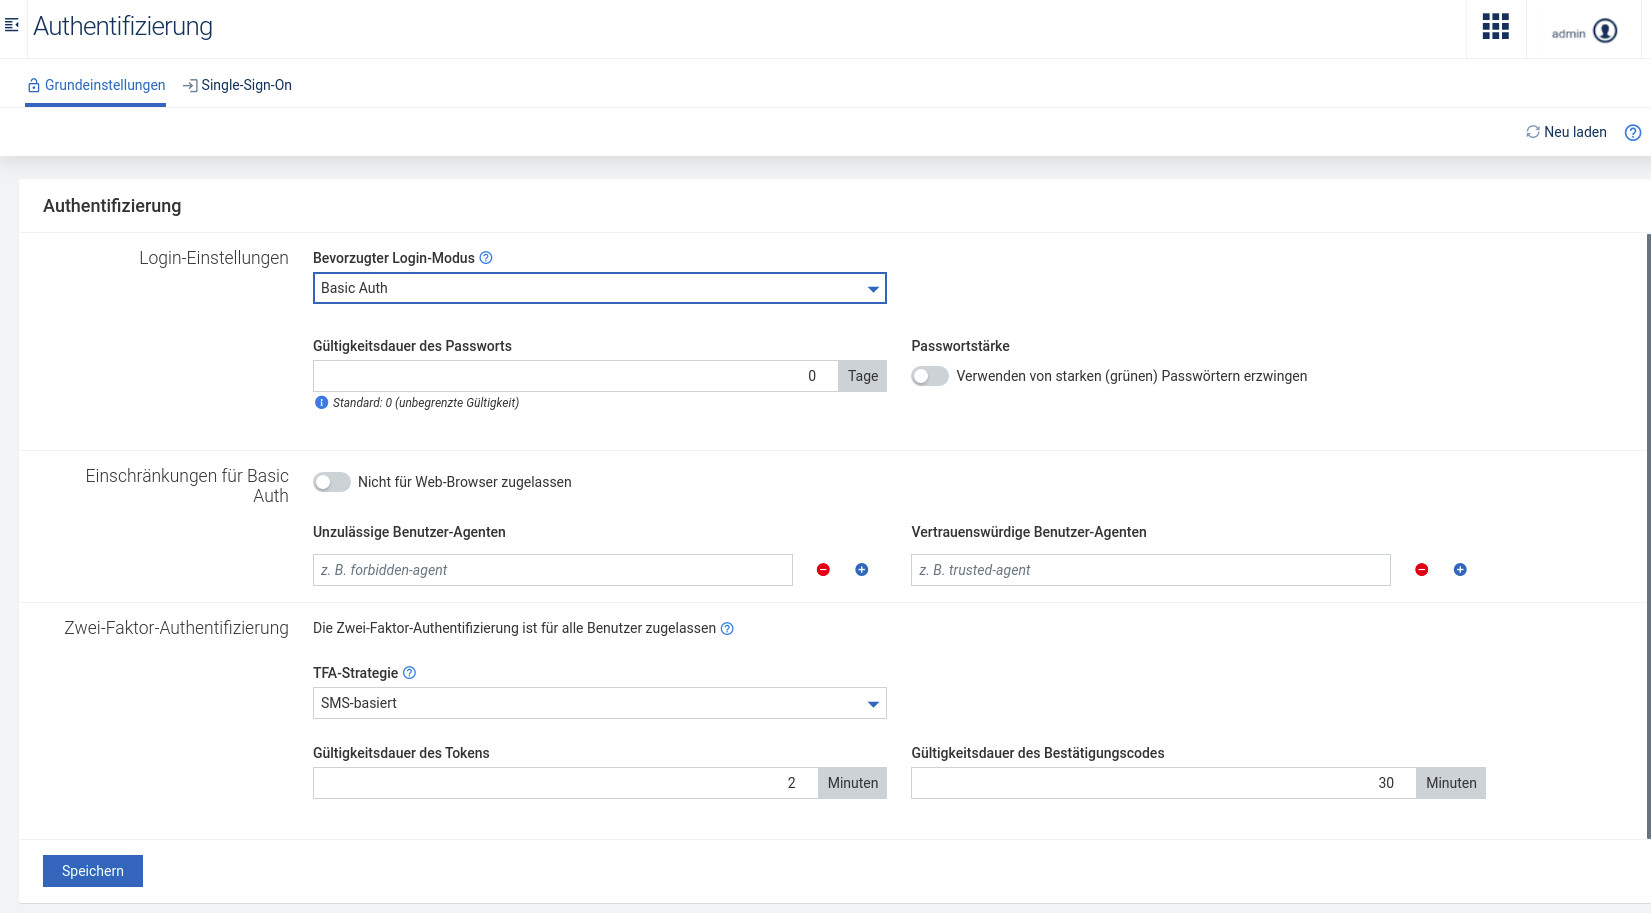 Authentifizierung
admin
Grundeinstellungen
Single-Sign-On
Neu laden
Authentifizierung
Login-Einstellungen
Bevorzugter Login-Modus
Basic Auth
Gültigkeitsdauer des Passworts
Passwortstärke
0 Tage
Verwenden von starken (grünen) Passwörtern erzwingen
Standard: 0 (unbegrenzte Gültigkeit)
Einschränkungen für Basic
Auth
Nicht für Web-Browser zugelassen
Unzulässige Benutzer-Agenten
Vertrauenswürdige Benutzer-Agenten
z. B. forbidden-agent
z. B. trusted-agent
Zwei-Faktor-Authentifizierung
Die Zwei-Faktor-Authentifizierung ist für alle Benutzer zugelassen
TFA-Strategie
SMS-basiert
Gültigkeitsdauer des Tokens
Gültigkeitsdauer des Bestätigungscodes
2 Minuten
30 Minuten
Speichern